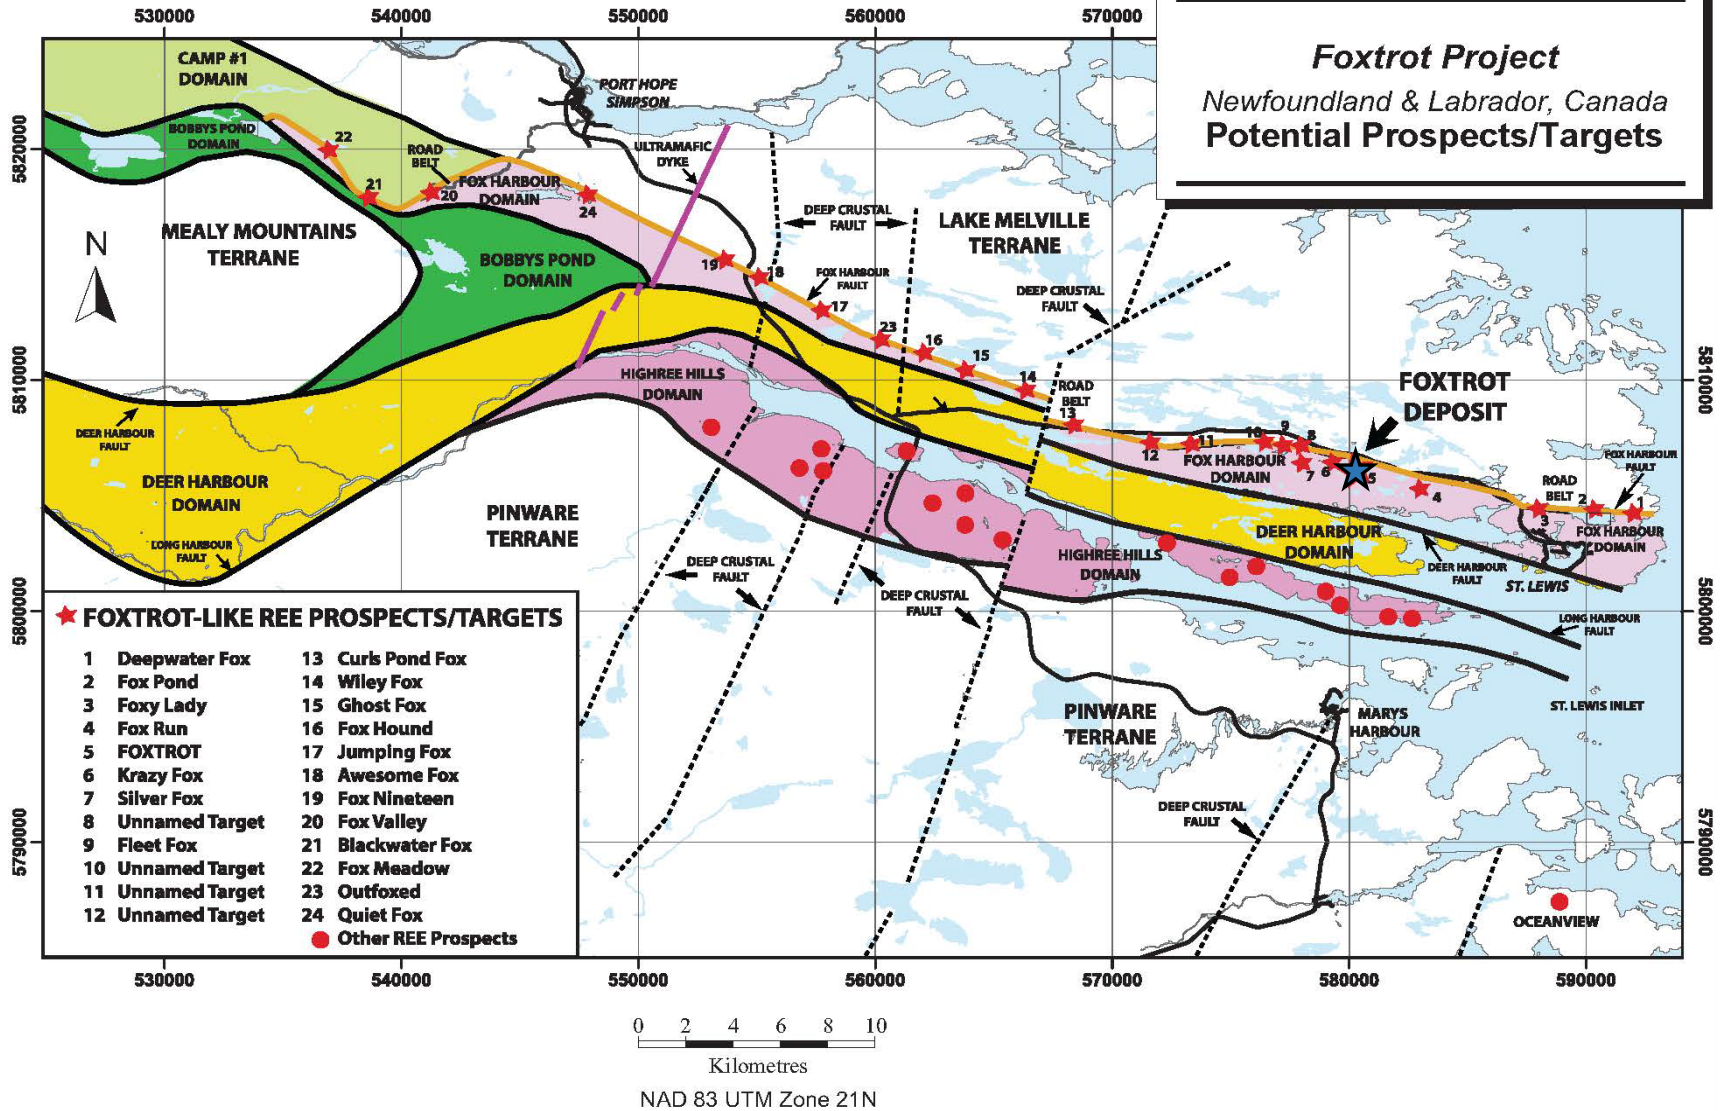 530000
540000
550000
560000
570000
Foxtrot Project
Newfoundland & Labrador, Canada
Potential Prospects/Targets
CAMP #1
DOMAIN
PORT HOPE
SIMPSON
5820000
BOBBYS POND
DOMAIN
22
ROAD
BELT
ULTRAMAFIC
DYKE
21
20
FOX HARBOUR
DOMAIN
24
DEEP CRUSTAL
FAULT
LAKE MELVILLE
TERRANE
N
MEALY MOUNTAINS
TERRANE
BOBBYS POND
DOMAIN
19
18
FOX HARBOUR
FAULT
17
DEEP CRUSTAL
FAULT
23
16
15
14
5810000
5810000
HIGHREE HILLS
DOMAIN
ROAD
BELT
13
FOXTROT
DEPOSIT
DEER HARBOUR
FAULT
12
11
10
9
8
7
6
5
4
FOX HARBOUR
DOMAIN
FOX HARBOUR
FAULT
ROAD
BELT
3
2
1
FOX HARBOUR
DOMAIN
DEER HARBOUR
DOMAIN
PINWARE
TERRANE
DEER HARBOUR
DOMAIN
LONG HARBOUR
FAULT
DEEP CRUSTAL
FAULT
HIGHREE HILLS
DOMAIN
DEER HARBOUR
FAULT
ST. LEWIS
DEEP CRUSTAL
FAULT
5800000
5800000
LONG HARBOUR
FAULT
FOXTROT-LIKE REE PROSPECTS/TARGETS
1 Deepwater Fox
2 Fox Pond
3 Foxy Lady
4 Fox Run
5 FOXTROT
6 Krazy Fox
7 Silver Fox
8 Unnamed Target
9 Fleet Fox
10 Unnamed Target
11 Unnamed Target
12 Unnamed Target
13 Curls Pond Fox
14 Wiley Fox
15 Ghost Fox
16 Fox Hound
17 Jumping Fox
18 Awesome Fox
19 Fox Nineteen
20 Fox Valley
21 Blackwater Fox
22 Fox Meadow
23 Outfoxed
24 Quiet Fox
Other REE Prospects
PINWARE
TERRANE
MARYS
HARBOUR
ST. LEWIS INLET
DEEP CRUSTAL
FAULT
5790000
5790000
OCEANVIEW
530000
540000
550000
560000
570000
580000
590000
0 2 4 6 8 10
Kilometres
NAD 83 UTM Zone 21N